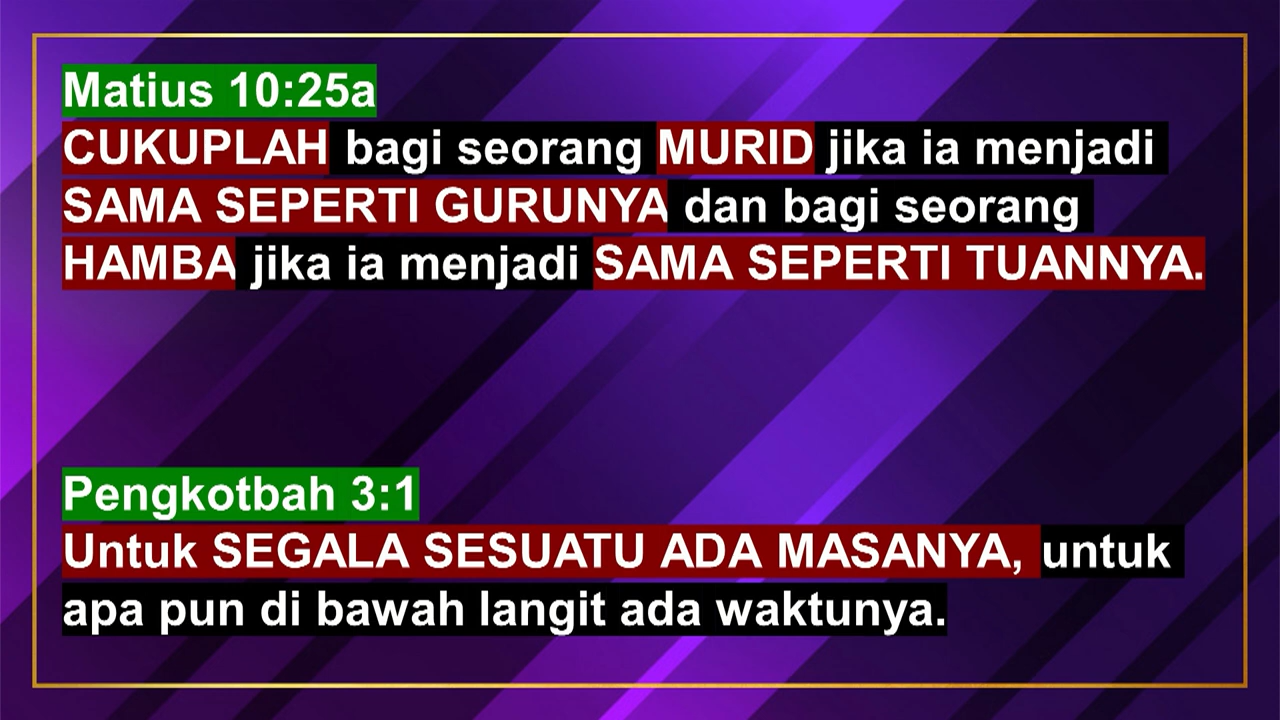 Matius 10:25a
CUKUPLAH bagi seorang MURID jika ia menjadi
SAMA SEPERTI GURUNYA dan bagi seorang
HAMBA jika ia menjadi SAMA SEPERTI TUANNYA.
Pengkotbah 3:1
Untuk SEGALA SESUATU ADA MASANYA, untuk
apa pun di bawah langit ada waktunya.